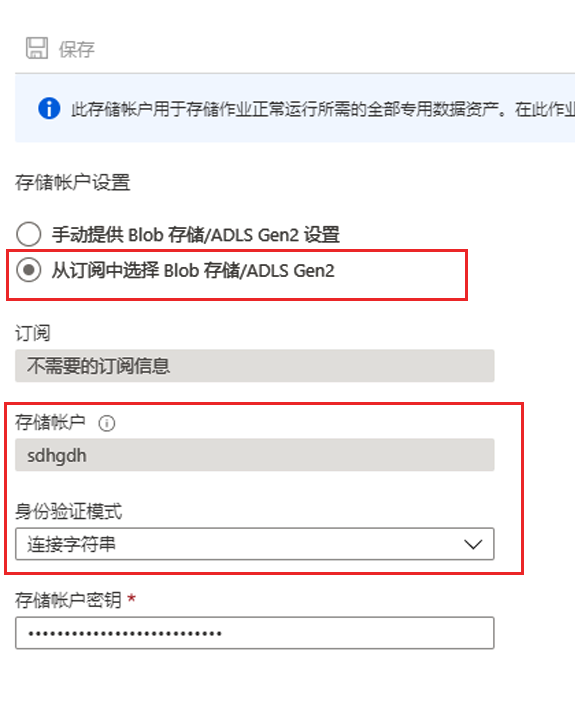 保存
此存储帐户用于存储作业正常运行所需的全部专用数据资产。在此作业
存储帐户设置
手动提供 Blob 存储/ADLS Gen2 设置
从订阅中选择 Blob 存储/ADLS Gen2
订阅
不需要的订阅信息
存储帐户
sdhgdh
身份验证模式
连接字符串
存储帐户密钥 *
••••••••••••••••••••••••••••